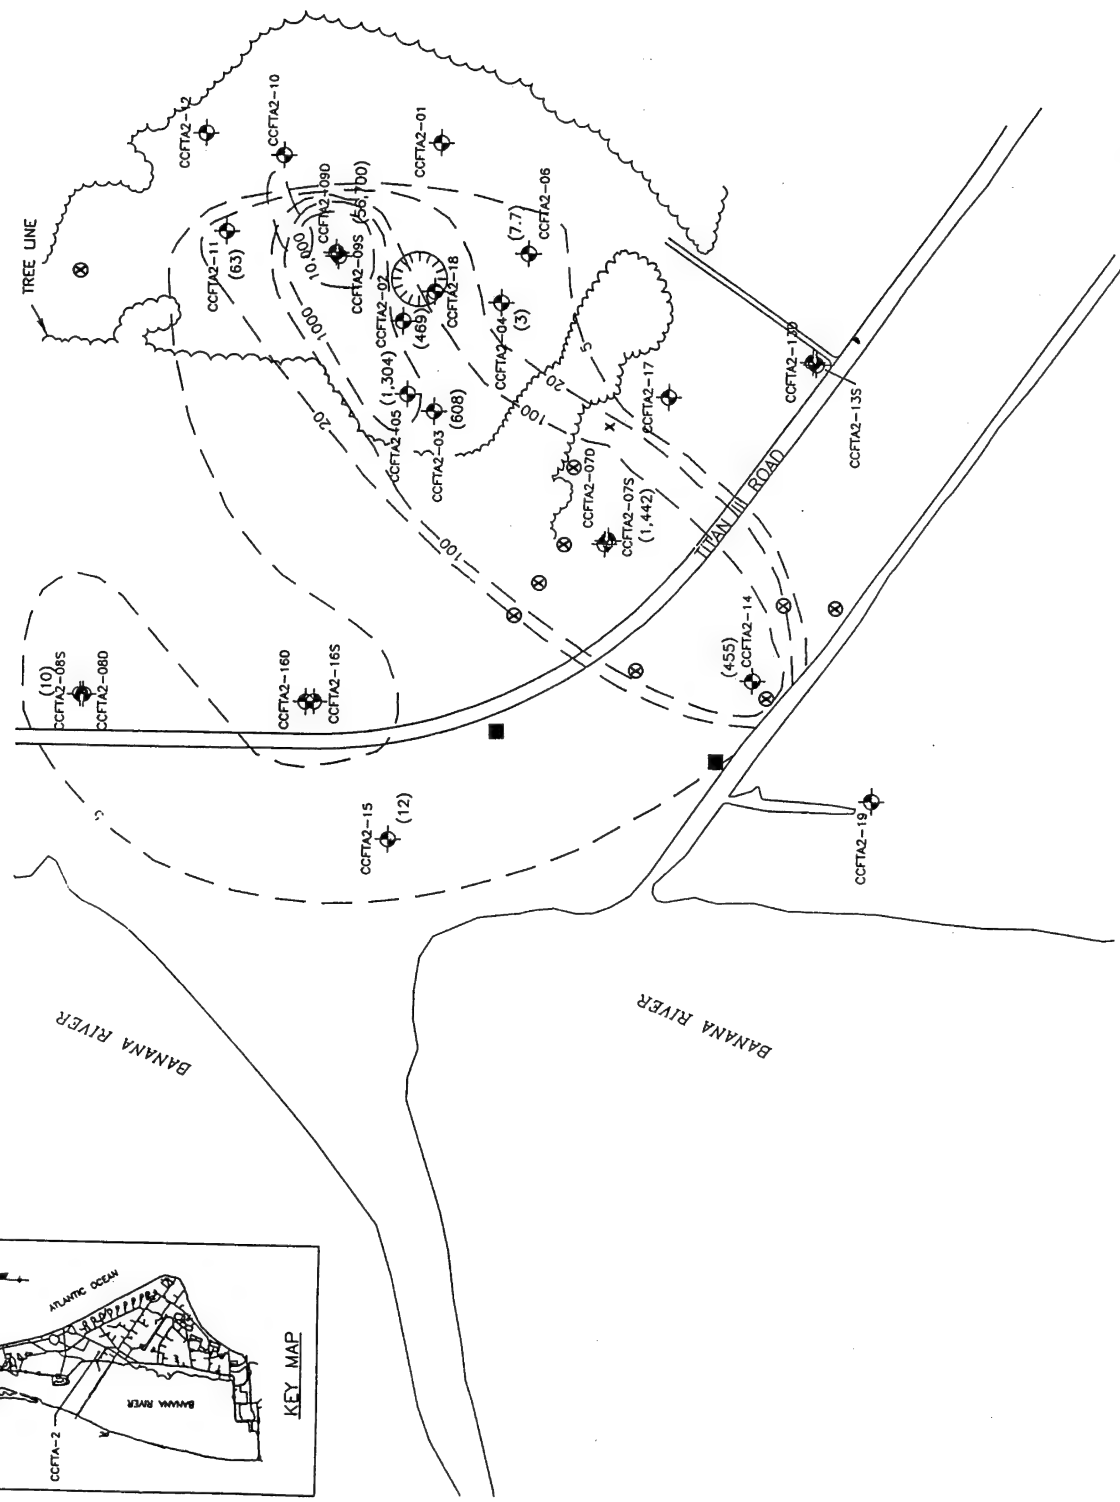 TREE LINE
CCFTA2-12
CCFTA2-10
CCFTA2-01
CCFTA2-11
(63)
CCFTA2-09D
(56,700)
CCFTA2-09S
10,000
1000
CCFTA2-02
(469)
CCFTA2-18
(7.7)
CCFTA2-06
CCFTA2-04
(3)
5
20
100
20
(1,304)
CCFTA2-05
CCFTA2-03
(608)
CCFTA2-17
X
CCFTA2-13D
CCFTA2-13S
CCFTA2-07D
CCFTA2-07S
(1,442)
100
TITAN III ROAD
(455)
CCFTA2-14
(10)
CCFTA2-08S
CCFTA2-08D
CCFTA2-16D
CCFTA2-16S
CCFTA2-15
(12)
CCFTA2-19
BANANA RIVER
BANANA RIVER
ATLANTIC OCEAN
BANANA RIVER
CCFTA-2
KEY MAP